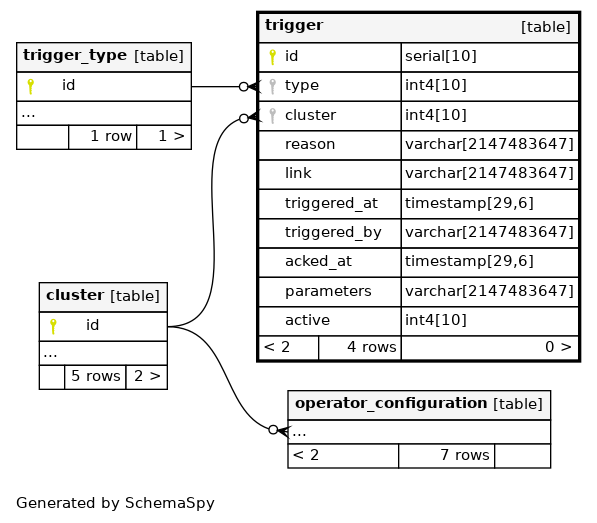 trigger_type [table]
id
...
1 row 1 >
trigger [table]
id serial[10]
type int4[10]
cluster int4[10]
reason varchar[2147483647]
link varchar[2147483647]
triggered_at timestamp[29,6]
triggered_by varchar[2147483647]
acked_at timestamp[29,6]
parameters varchar[2147483647]
active int4[10]
< 2 4 rows 0 >
cluster [table]
id
...
5 rows 2 >
operator_configuration [table]
...
< 2 7 rows
Generated by SchemaSpy